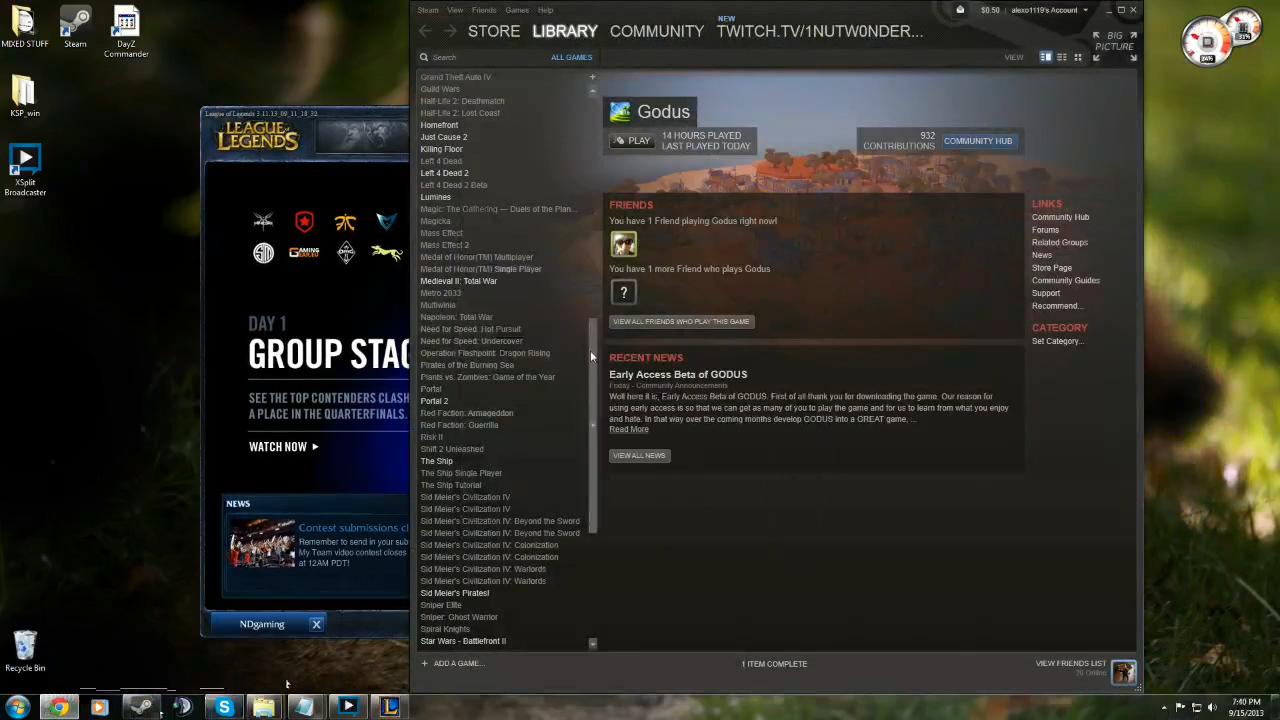 MIXED STUFF
Steam
DayZ
Commander
KSP_win
XSplit
Broadcaster
Recycle Bin
League of Legends 3.11.13_09_11_18_32
LEAGUE OF
LEGENDS
DAY 1
GROUP STAG
SEE THE TOP CONTENDERS CLASH
A PLACE IN THE QUARTERFINALS.
WATCH NOW
NEWS
Contest submissions cl
Remember to send in your sub
My Team video contest closes
at 12AM PDT!
NDgaming
Steam View Friends Games Help
$0.50 alexo1119's Account
STORE LIBRARY COMMUNITY NEW TWITCH.TV/1NUTW0NDER...
BIG
PICTURE
Search ALL GAMES
VIEW
Grand Theft Auto IV
Guild Wars
Half-Life 2: Deathmatch
Half-Life 2: Lost Coast
Homefront
Just Cause 2
Killing Floor
Left 4 Dead
Left 4 Dead 2
Left 4 Dead 2 Beta
Lumines
Magic: The Gathering — Duels of the Plan...
Magicka
Mass Effect
Mass Effect 2
Medal of Honor(TM) Multiplayer
Medal of Honor(TM) Single Player
Medieval II: Total War
Metro 2033
Multiwinia
Napoleon: Total War
Need for Speed: Hot Pursuit
Need for Speed: Undercover
Operation Flashpoint: Dragon Rising
Pirates of the Burning Sea
Plants vs. Zombies: Game of the Year
Portal
Portal 2
Red Faction: Armageddon
Red Faction: Guerrilla
Risk II
Shift 2 Unleashed
The Ship
The Ship Single Player
The Ship Tutorial
Sid Meier's Civilization IV
Sid Meier's Civilization IV
Sid Meier's Civilization IV: Beyond the Sword
Sid Meier's Civilization IV: Beyond the Sword
Sid Meier's Civilization IV: Colonization
Sid Meier's Civilization IV: Colonization
Sid Meier's Civilization IV: Warlords
Sid Meier's Civilization IV: Warlords
Sid Meier's Pirates!
Sniper Elite
Sniper: Ghost Warrior
Spiral Knights
Star Wars - Battlefront II
Godus
PLAY
14 HOURS PLAYED
LAST PLAYED TODAY
932
CONTRIBUTIONS
COMMUNITY HUB
FRIENDS
You have 1 Friend playing Godus right now!
You have 1 more Friend who plays Godus
?
VIEW ALL FRIENDS WHO PLAY THIS GAME
RECENT NEWS
Early Access Beta of GODUS
Friday - Community Announcements
Well here it is, Early Access Beta of GODUS. First of all thank you for downloading the game. Our reason for
using early access is so that we can get as many of you to play the game and for us to learn from what you enjoy
and hate. In that way over the coming months develop GODUS into a GREAT game, ...
Read More
VIEW ALL NEWS
LINKS
Community Hub
Forums
Related Groups
News
Store Page
Community Guides
Support
Recommend...
CATEGORY
Set Category...
+ ADD A GAME...
1 ITEM COMPLETE
VIEW FRIENDS LIST
7:40 PM
9/15/2013